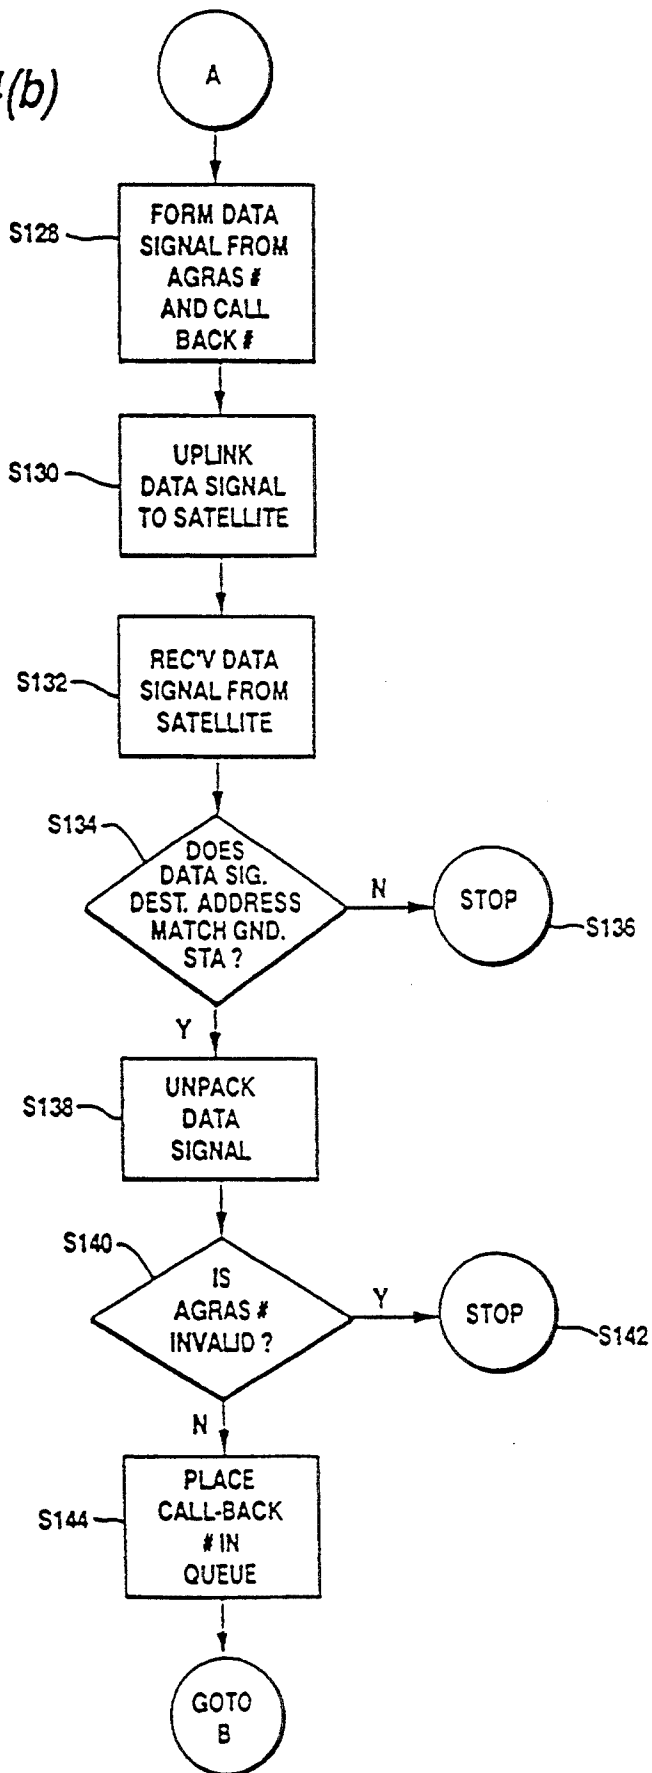 (b)
A
S128
FORM DATA
SIGNAL FROM
AGRAS #
AND CALL
BACK #
S130
UPLINK
DATA SIGNAL
TO SATELLITE
S132
REC'V DATA
SIGNAL FROM
SATELLITE
S134
DOES
DATA SIG.
DEST. ADDRESS
MATCH GND.
STA ?
N
STOP
S136
Y
S138
UNPACK
DATA
SIGNAL
S140
IS
AGRAS #
INVALID ?
Y
STOP
S142
N
S144
PLACE
CALL-BACK
# IN
QUEUE
GOTO
B